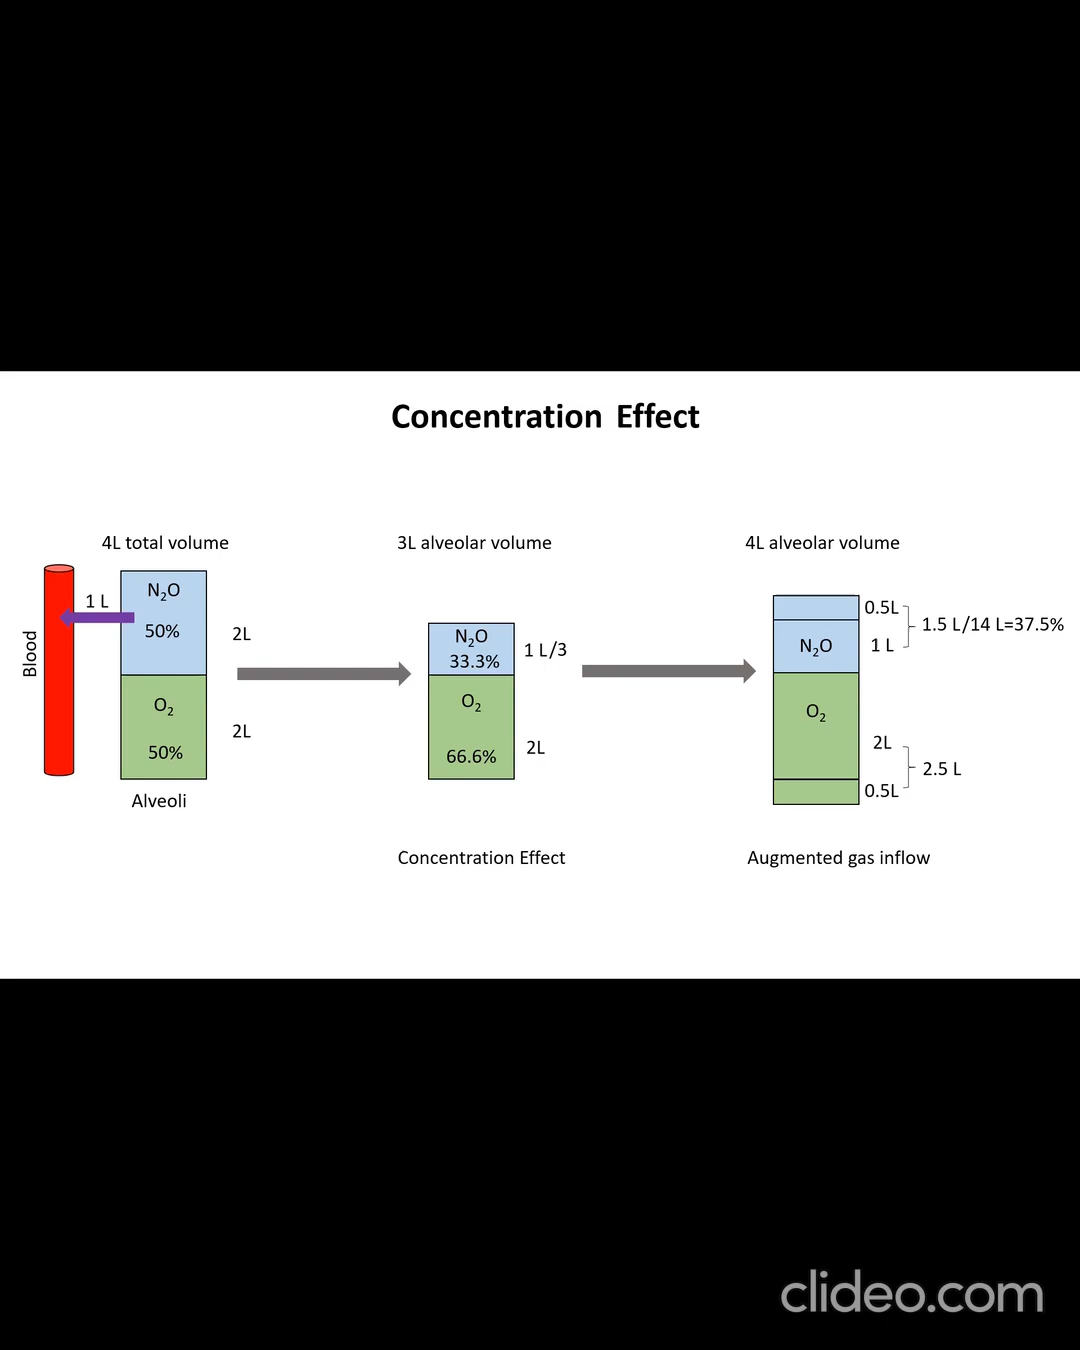 Concentration Effect
4L total volume
3L alveolar volume
4L alveolar volume
Blood
1 L
N₂O
50%
2L
O₂
50%
2L
Alveoli
N₂O
33.3%
1 L/3
O₂
66.6%
2L
Concentration Effect
0.5L
N₂O
1 L
1.5 L/14 L=37.5%
O₂
2L
2.5 L
0.5L
Augmented gas inflow
clideo.com